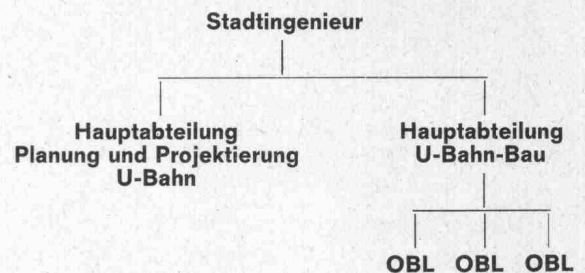 Stadtingenieur
Hauptabteilung
Planung und Projektierung
U-Bahn
Hauptabteilung
U-Bahn-Bau
OBL OBL OBL